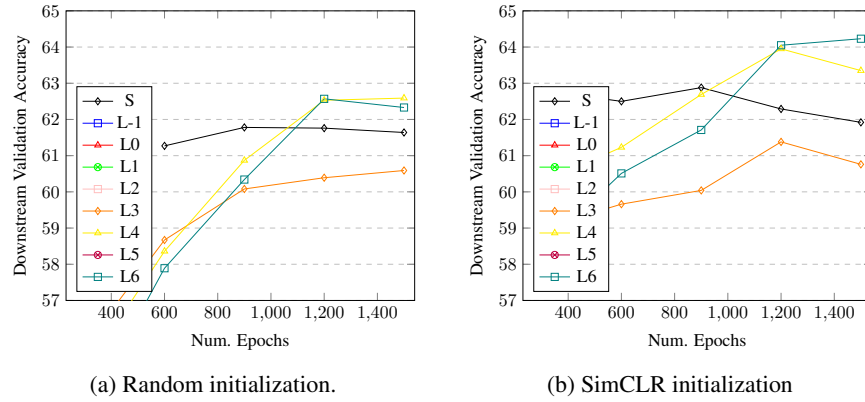 65
64
63
62
61
60
59
58
57
Downstream Validation Accuracy
S
L-1
L0
L1
L2
L3
L4
L5
L6
400 600 800 1,000 1,200 1,400
Num. Epochs
(a) Random initialization.
65
64
63
62
61
60
59
58
57
Downstream Validation Accuracy
S
L-1
L0
L1
L2
L3
L4
L5
L6
400 600 800 1,000 1,200 1,400
Num. Epochs
(b) SimCLR initialization